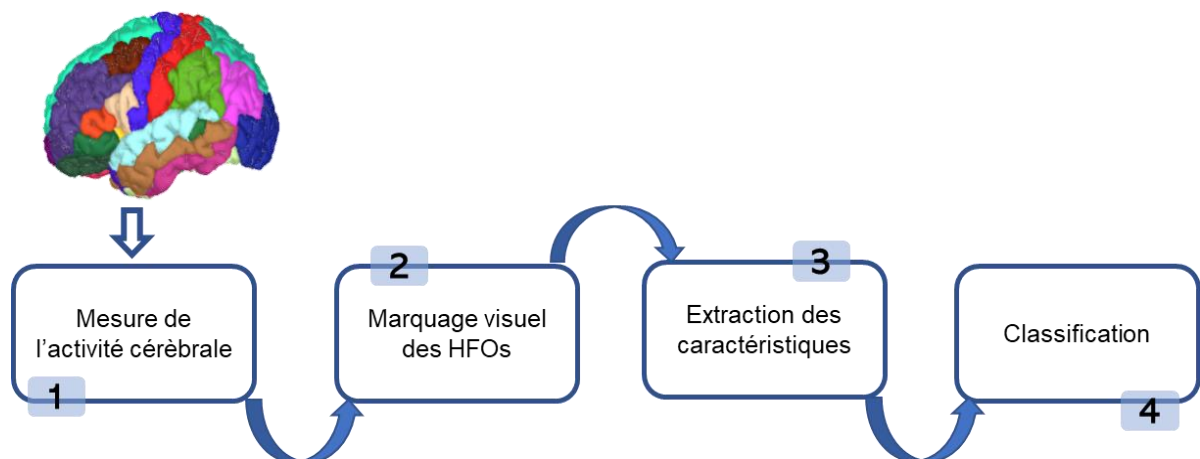 Mesure de
l'activité cérèbrale
1
2
Marquage visuel
des HFOs
3
Extraction des
caractéristiques
Classification
4